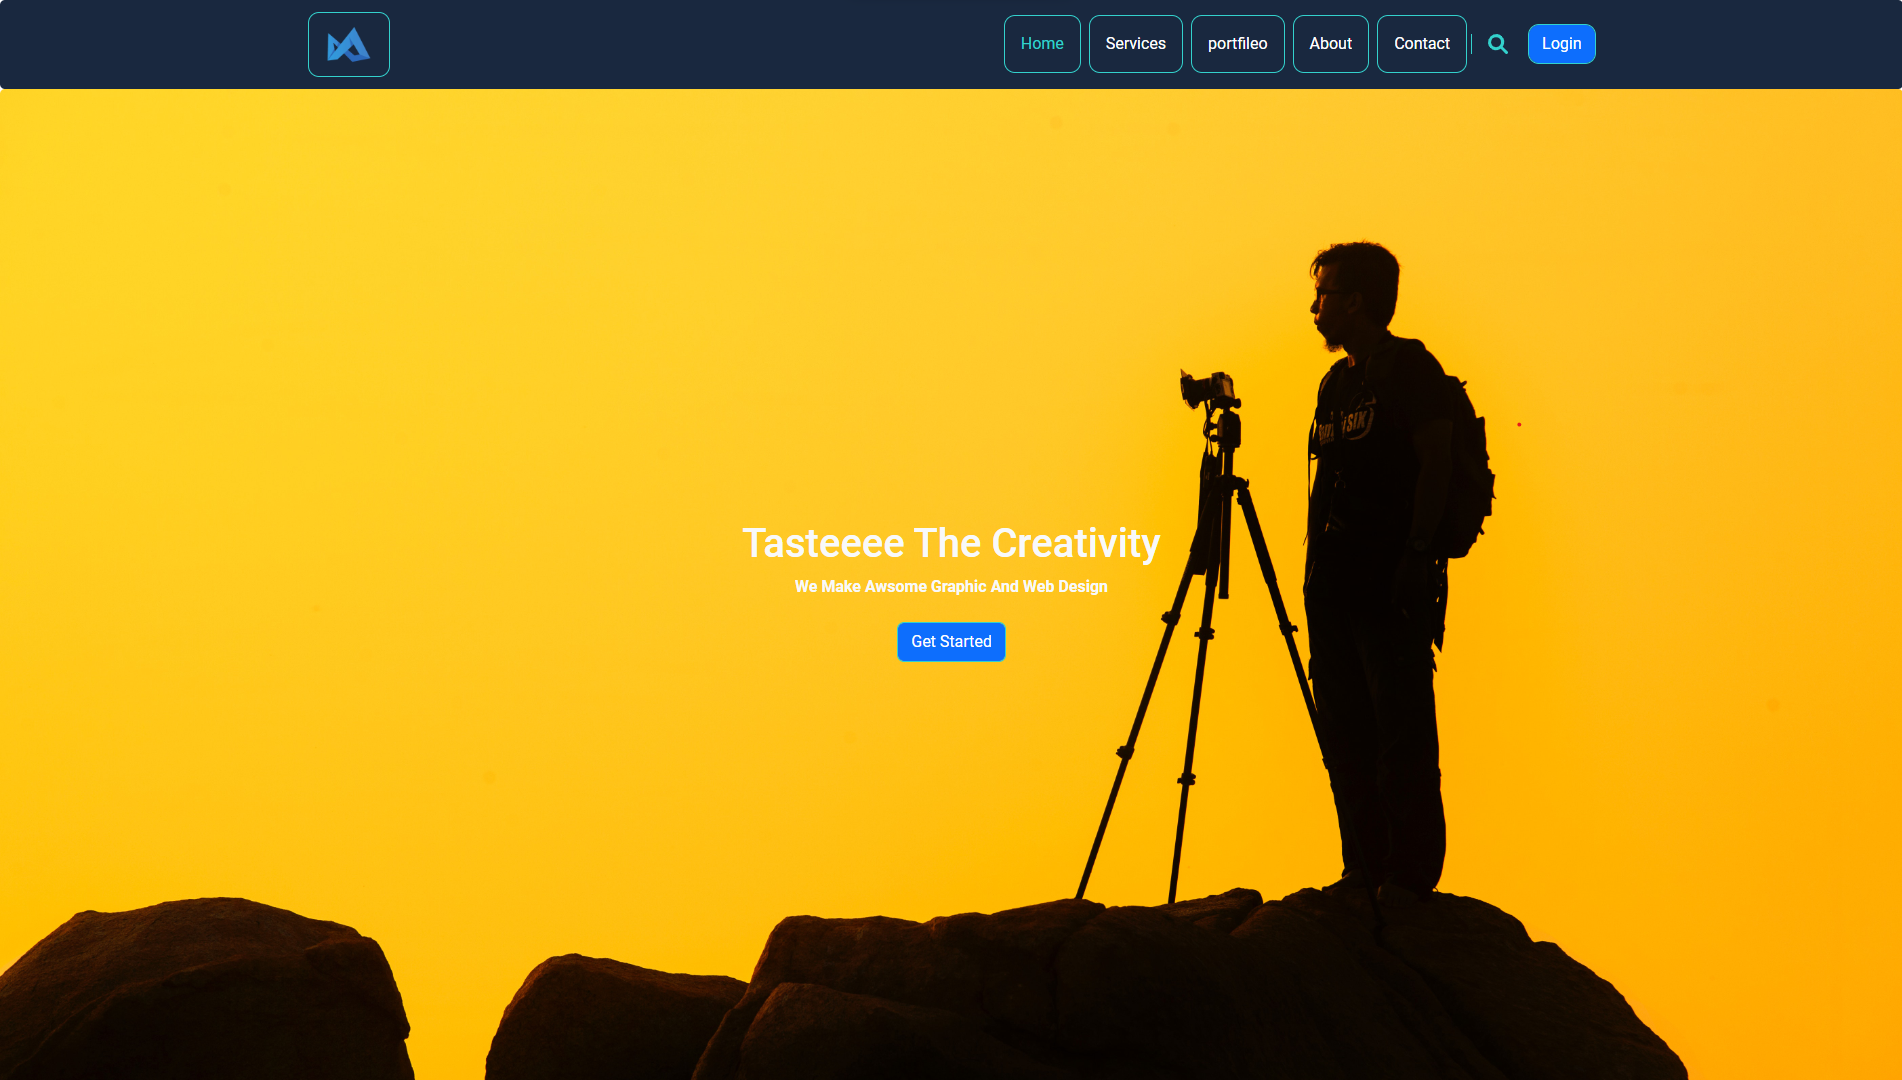 Home Services portfileo About Contact Login
Tasteeee The Creativity
We Make Awsome Graphic And Web Design
Get Started